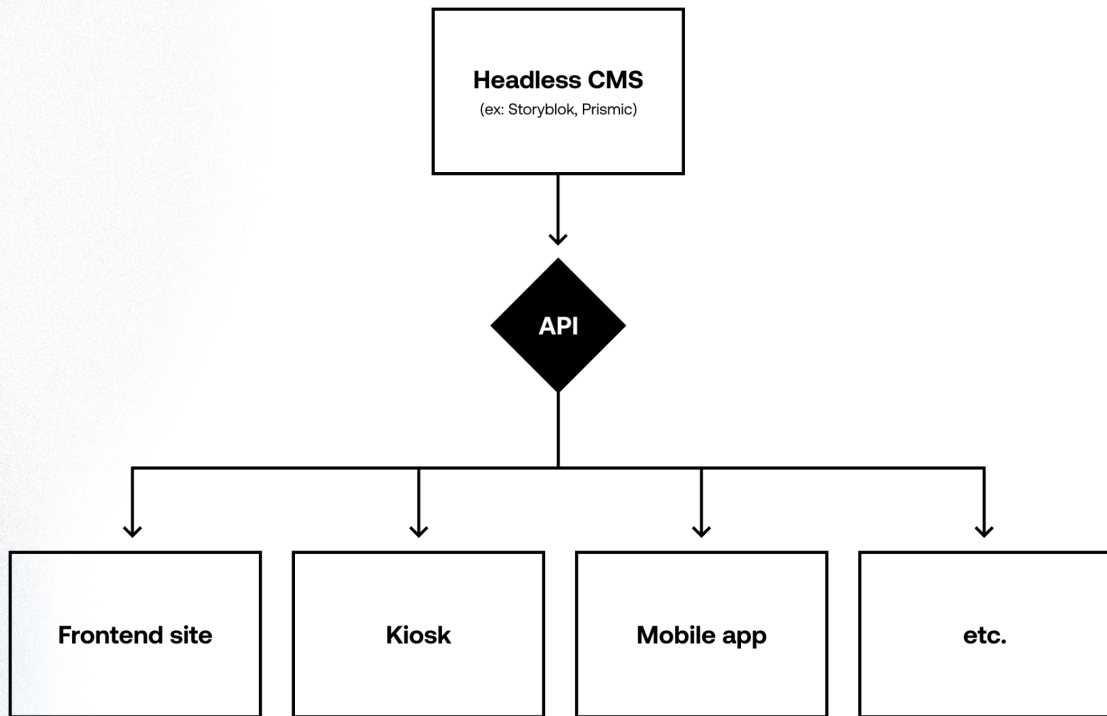 Headless CMS
(ex: Storyblok, Prismic)
API
Frontend site
Kiosk
Mobile app
etc.